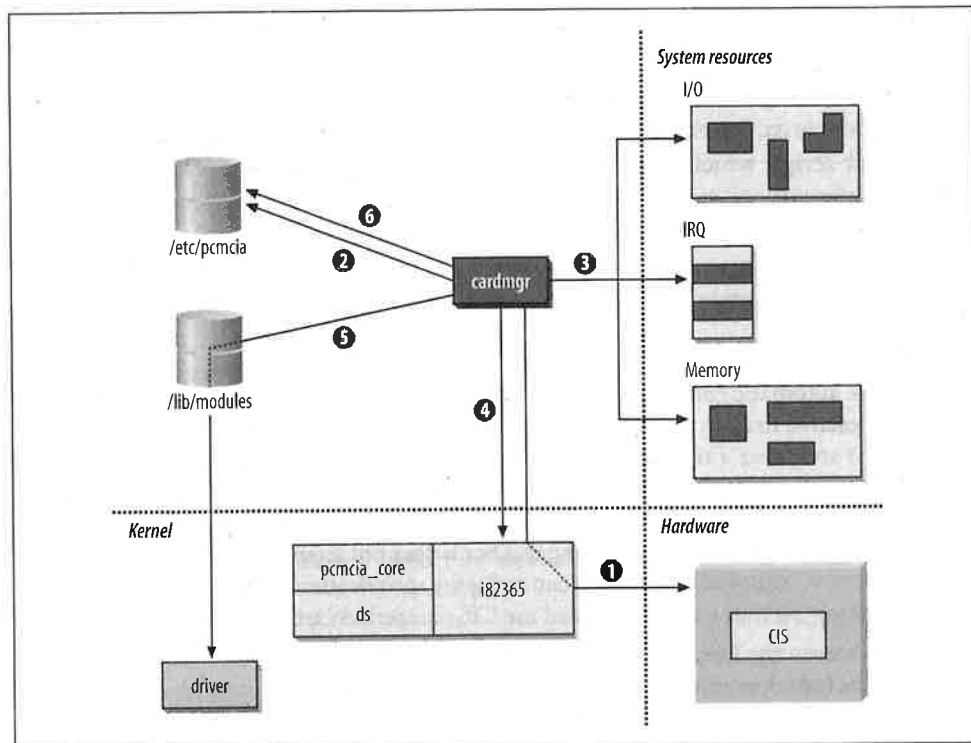 System resources
I/O
/etc/pcmcia
6
2
cardmgr
3
IRQ
5
/lib/modules
4
Memory
Kernel
Hardware
pcmcia_core
i82365
ds
1
CIS
driver